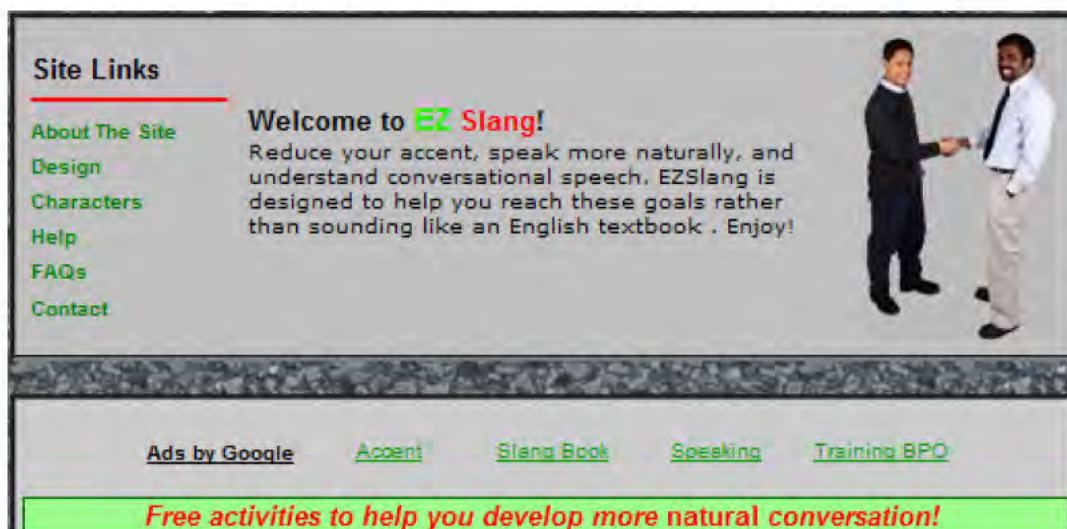 Site Links
About The Site
Design
Characters
Help
FAQs
Contact
Welcome to EZ Slang!
Reduce your accent, speak more naturally, and
understand conversational speech. EZSlang is
designed to help you reach these goals rather
than sounding like an English textbook . Enjoy!
Ads by Google Accent Slang Book Speaking Training BPO
Free activities to help you develop more natural conversation!